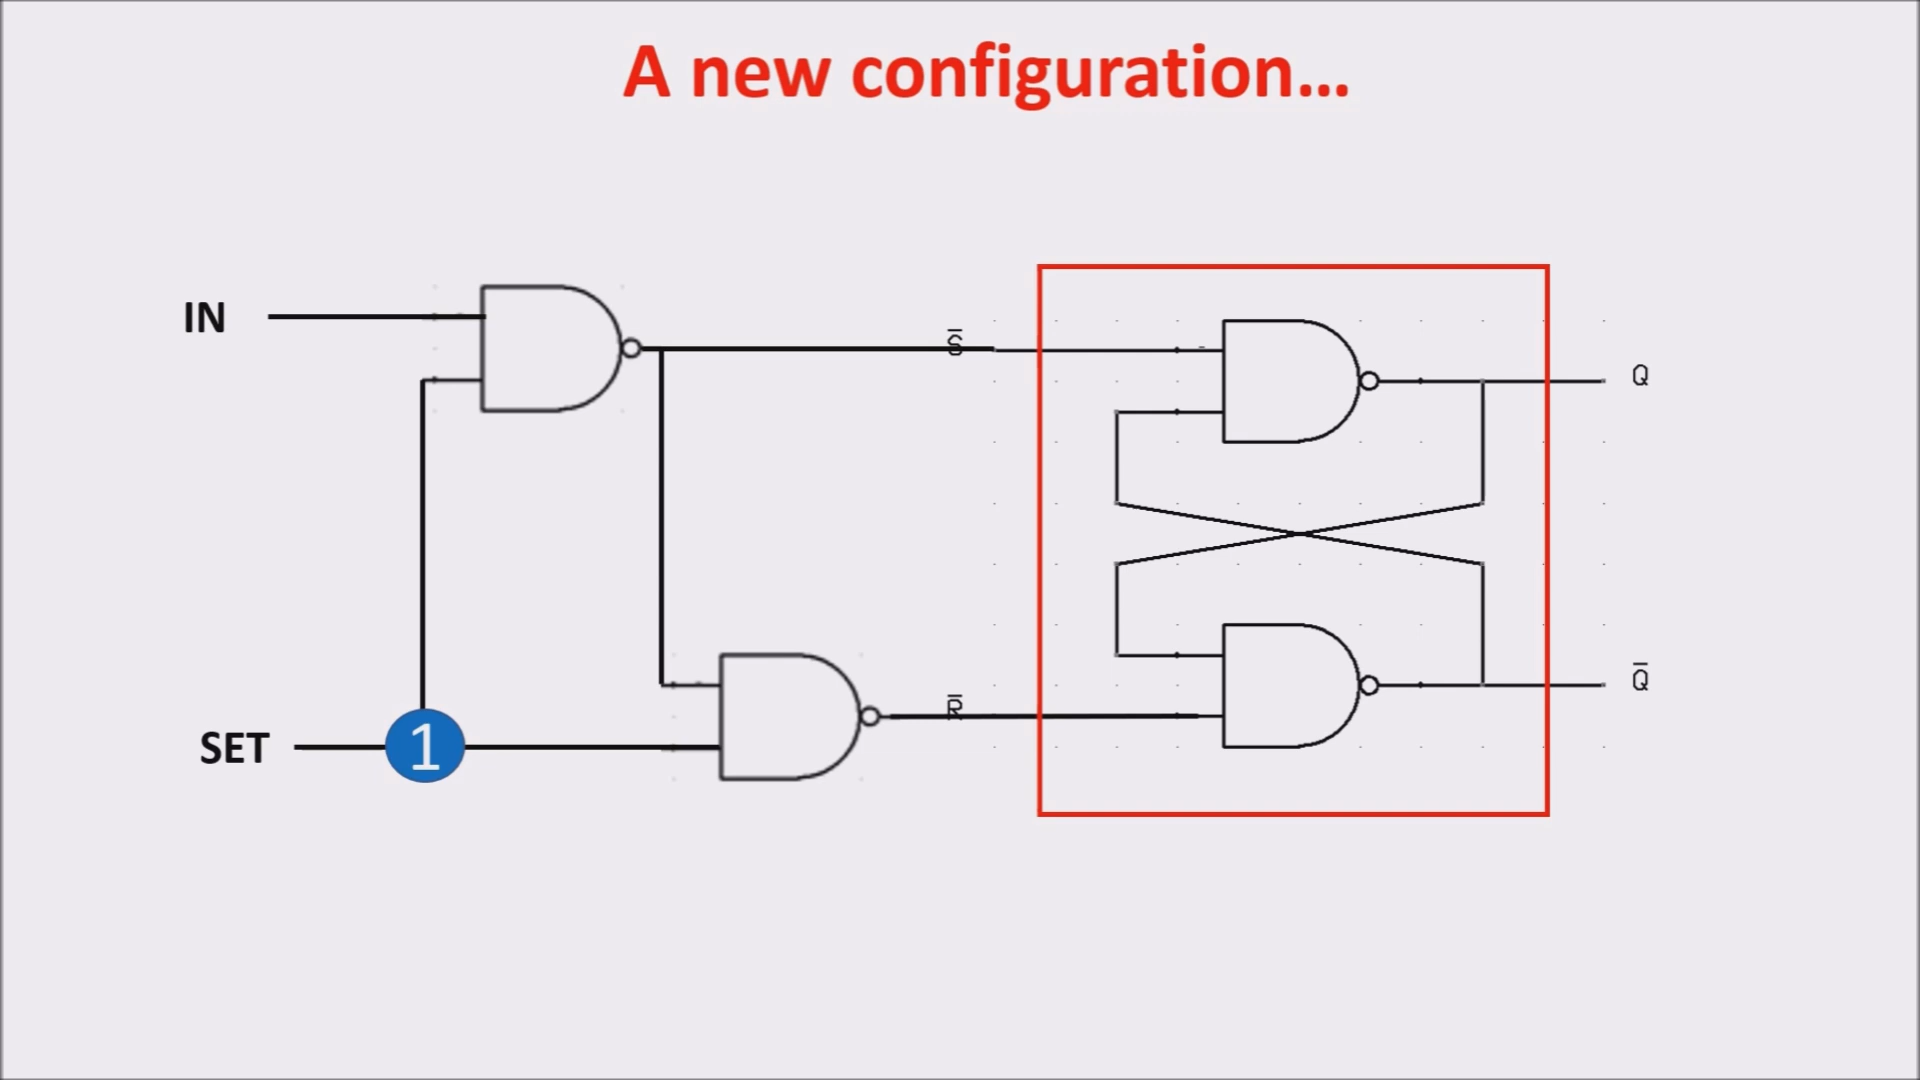 A new configuration...
IN
S̅
Q
SET
1
R̅
Q̅